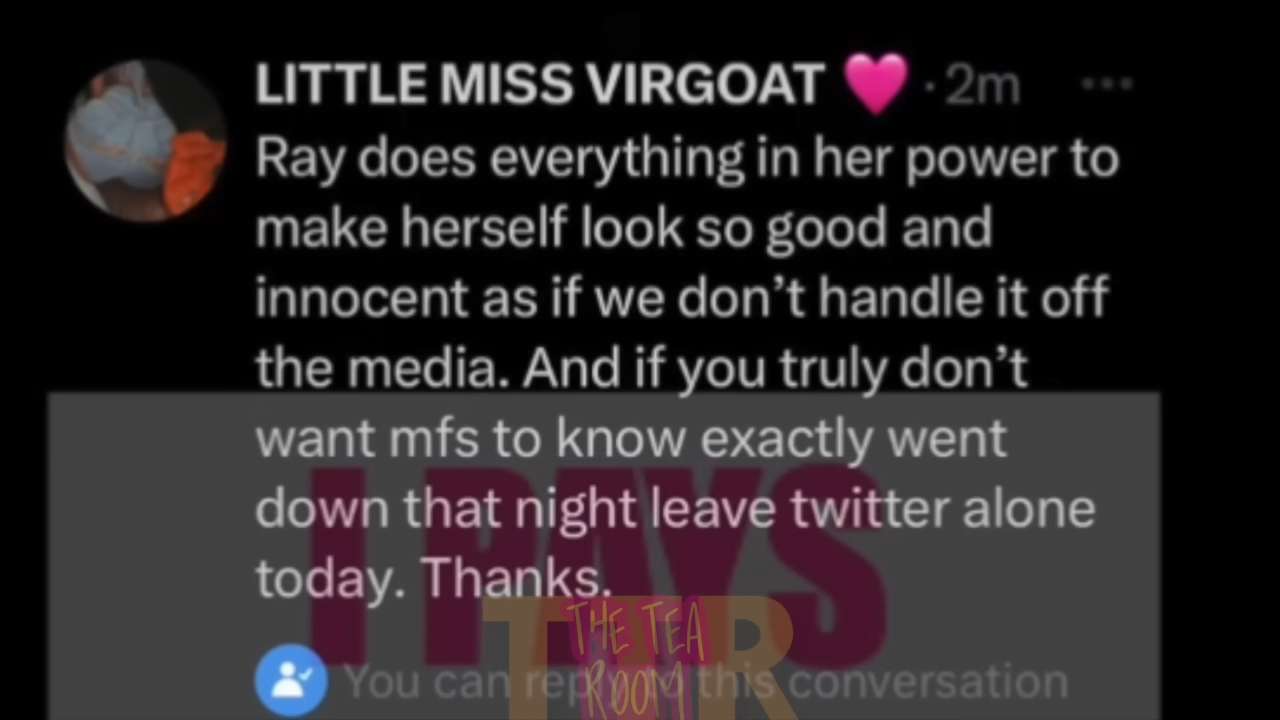 LITTLE MISS VIRGOAT 💗 · 2m ...
Ray does everything in her power to
make herself look so good and
innocent as if we don’t handle it off
the media. And if you truly don’t
want mfs to know exactly went
down that night leave twitter alone
today. Thanks.
I PAYS
T R
THE TEA
ROOM
You can reply to this conversation